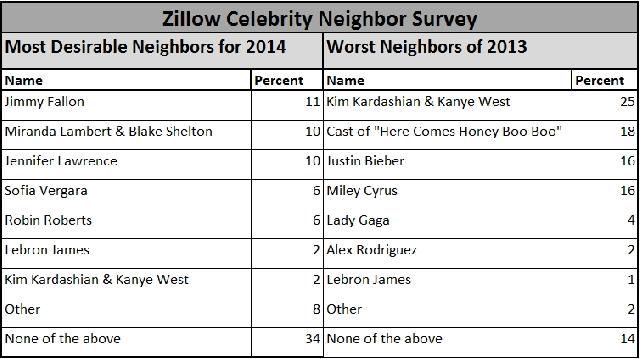 Zillow Celebrity Neighbor Survey
Most Desirable Neighbors for 2014 Worst Neighbors of 2013
Name Percent Name Percent
Jimmy Fallon 11 Kim Kardashian & Kanye West 25
Miranda Lambert & Blake Shelton 10 Cast of "Here Comes Honey Boo Boo" 18
Jennifer Lawrence 10 Justin Bieber 16
Sofia Vergara 6 Miley Cyrus 16
Robin Roberts 6 Lady Gaga 4
Lebron James 2 Alex Rodriguez 2
Kim Kardashian & Kanye West 2 Lebron James 1
Other 8 Other 2
None of the above 34 None of the above 14